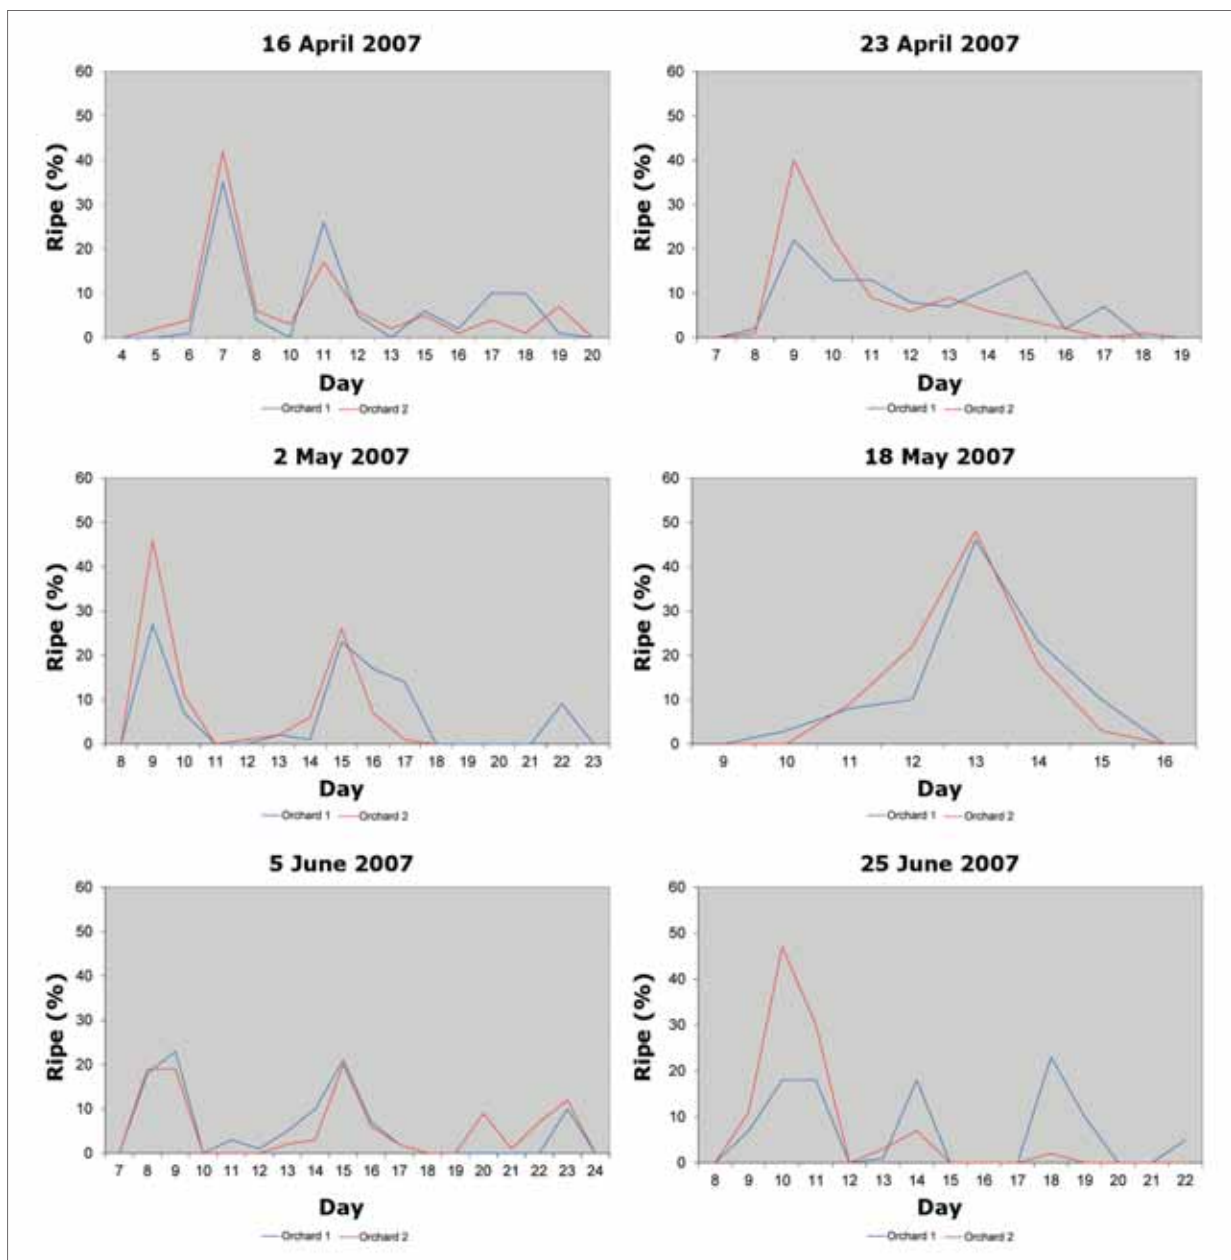 16 April 2007
60
50
40
30
20
10
0
Ripe (%)
4 5 6 7 8 10 11 12 13 15 16 17 18 19 20
Day
Orchard 1 Orchard 2
23 April 2007
60
50
40
30
20
10
0
Ripe (%)
7 8 9 10 11 12 13 14 15 16 17 18 19
Day
Orchard 1 Orchard 2
2 May 2007
60
50
40
30
20
10
0
Ripe (%)
8 9 10 11 12 13 14 15 16 17 18 19 20 21 22 23
Day
Orchard 1 Orchard 2
18 May 2007
60
50
40
30
20
10
0
Ripe (%)
9 10 11 12 13 14 15 16
Day
Orchard 1 Orchard 2
5 June 2007
60
50
40
30
20
10
0
Ripe (%)
7 8 9 10 11 12 13 14 15 16 17 18 19 20 21 22 23 24
Day
Orchard 1 Orchard 2
25 June 2007
60
50
40
30
20
10
0
Ripe (%)
8 9 10 11 12 13 14 15 16 17 18 19 20 21 22
Day
Orchard 1 Orchard 2